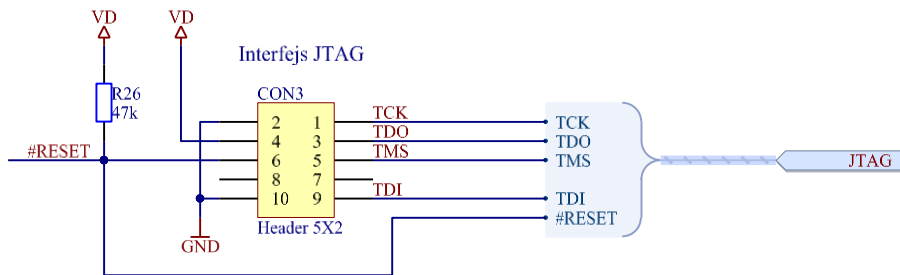 VD
VD
Interfejs JTAG
R26
47k
CON3
#RESET
2 1 TCK
4 3 TDO
6 5 TMS
8 7
10 9 TDI
Header 5X2
GND
TCK
TDO
TMS
TDI
#RESET
JTAG